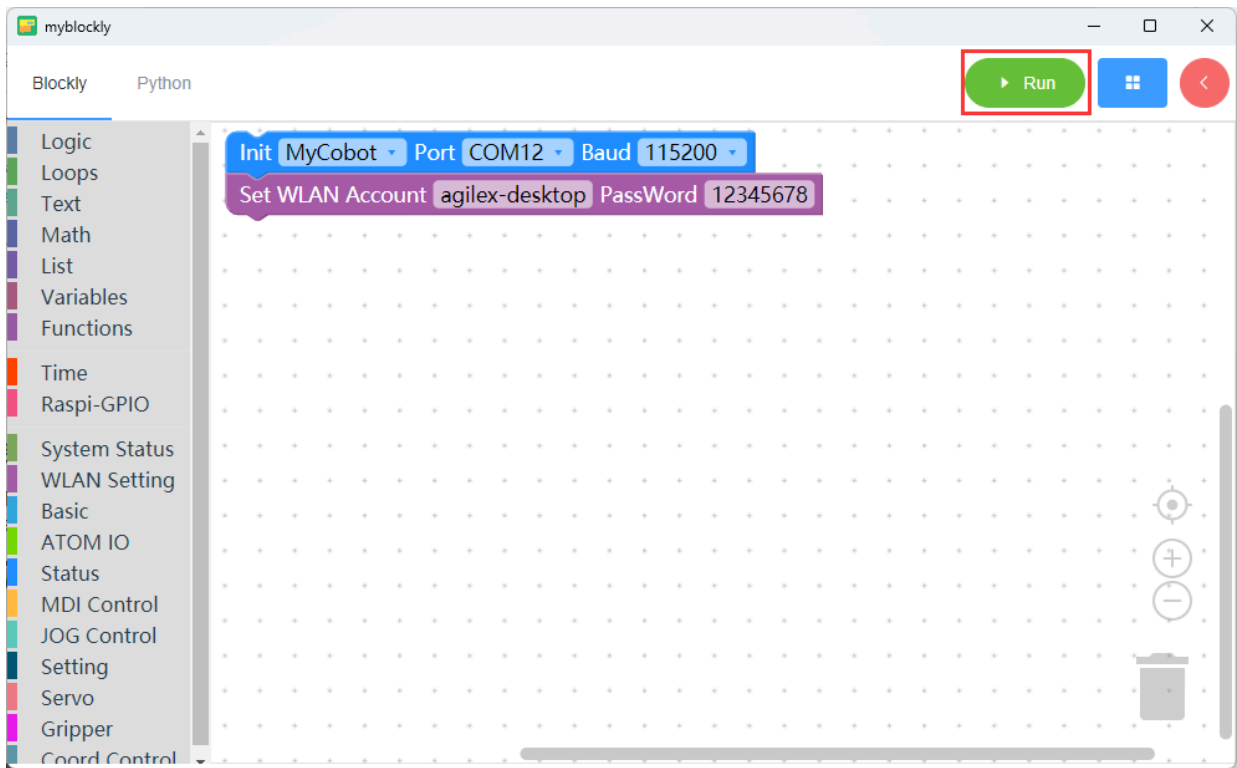 myblockly
Blockly Python Run
Logic
Loops
Text
Math
List
Variables
Functions
Time
Raspi-GPIO
System Status
WLAN Setting
Basic
ATOM IO
Status
MDI Control
JOG Control
Setting
Servo
Gripper
Coord Control
Init MyCobot Port COM12 Baud 115200
Set WLAN Account agilex-desktop PassWord 12345678